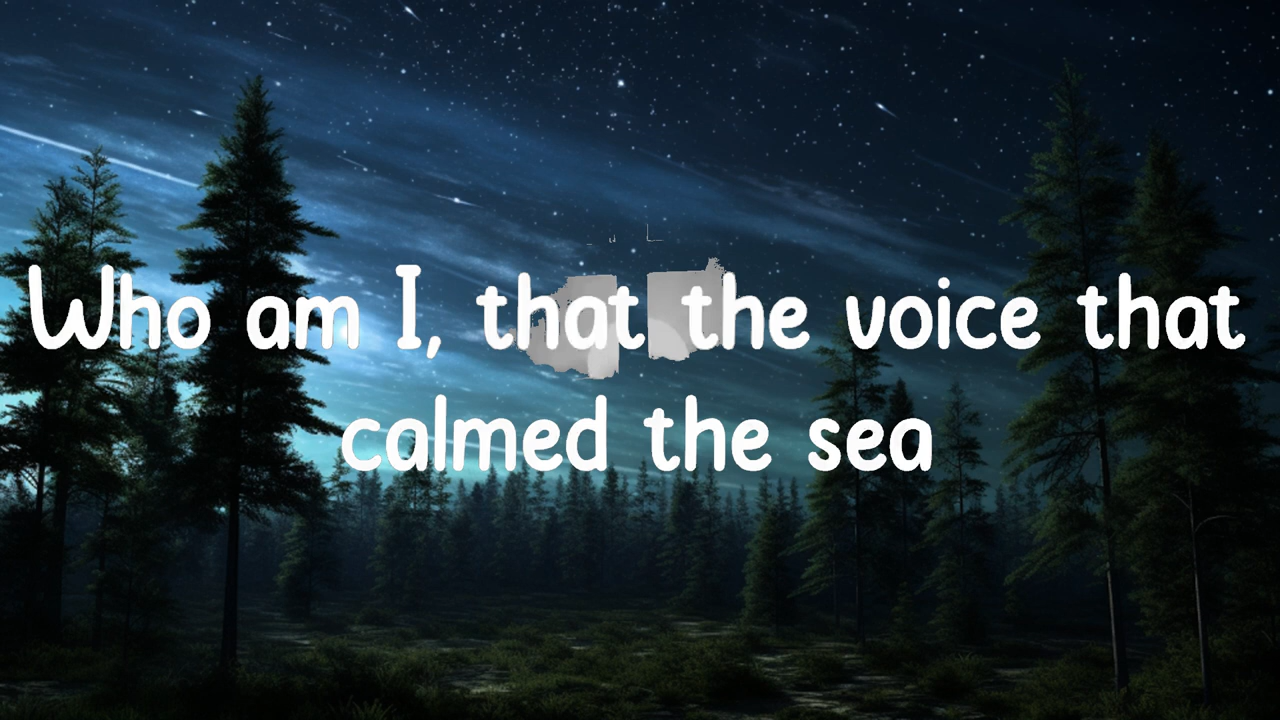 Who am I, that the voice that
calmed the sea